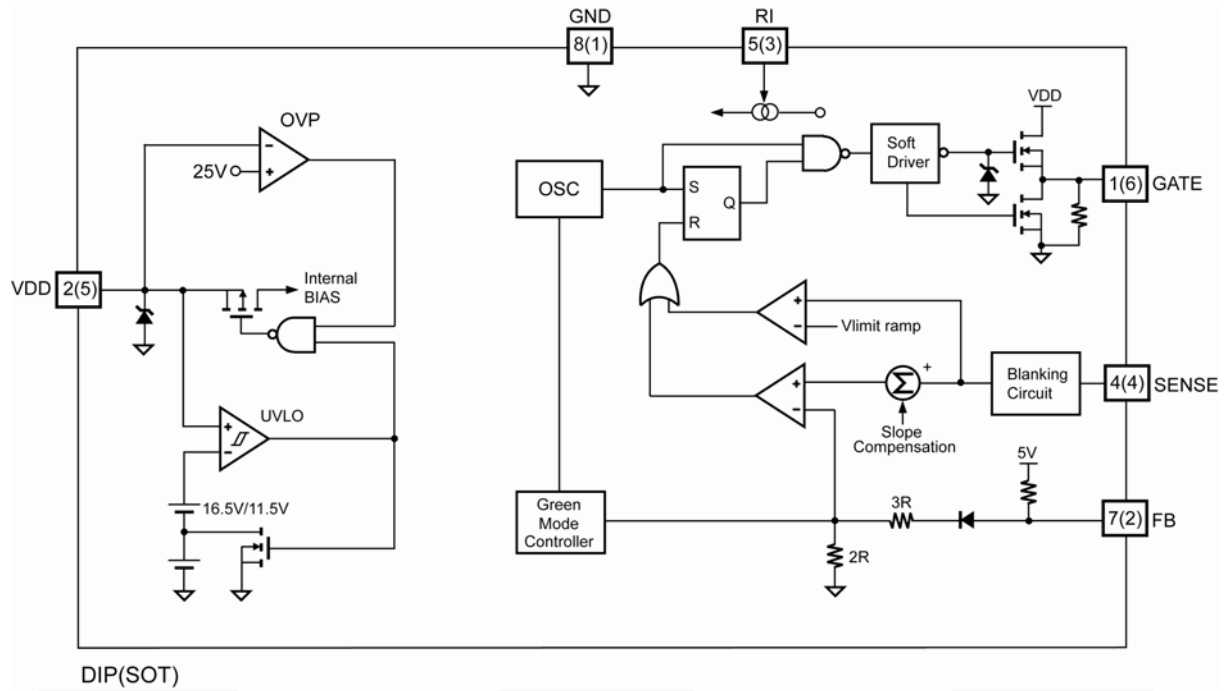 GND
8(1)
RI
5(3)
OVP
25V
VDD
2(5)
Internal
BIAS
UVLO
16.5V/11.5V
OSC
S
R
Q
Soft
Driver
VDD
1(6)
GATE
Vlimit ramp
Σ
+
Slope
Compensation
Blanking
Circuit
4(4)
SENSE
5V
Green
Mode
Controller
3R
2R
7(2)
FB
DIP(SOT)